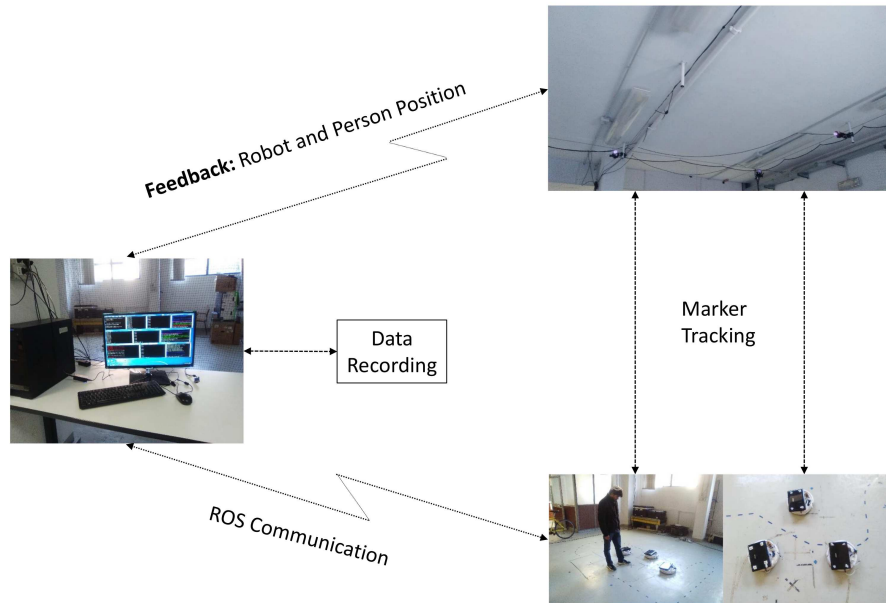 Feedback: Robot and Person Position
Data
Recording
Marker
Tracking
ROS Communication